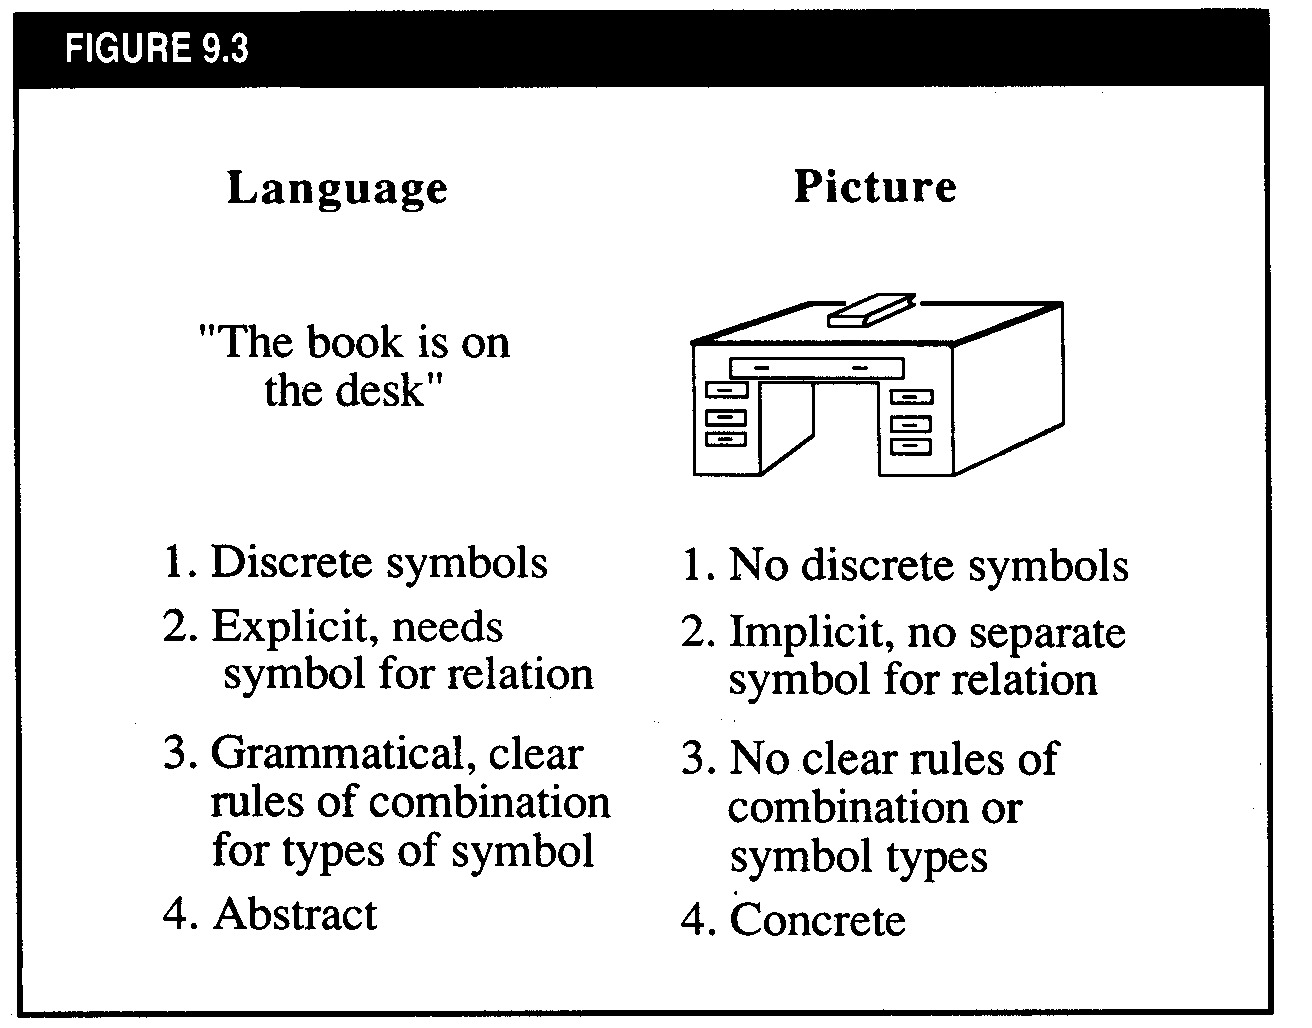 FIGURE 9.3
Language
"The book is on
the desk"
1. Discrete symbols
2. Explicit, needs
symbol for relation
3. Grammatical, clear
rules of combination
for types of symbol
4. Abstract
Picture
1. No discrete symbols
2. Implicit, no separate
symbol for relation
3. No clear rules of
combination or
symbol types
4. Concrete